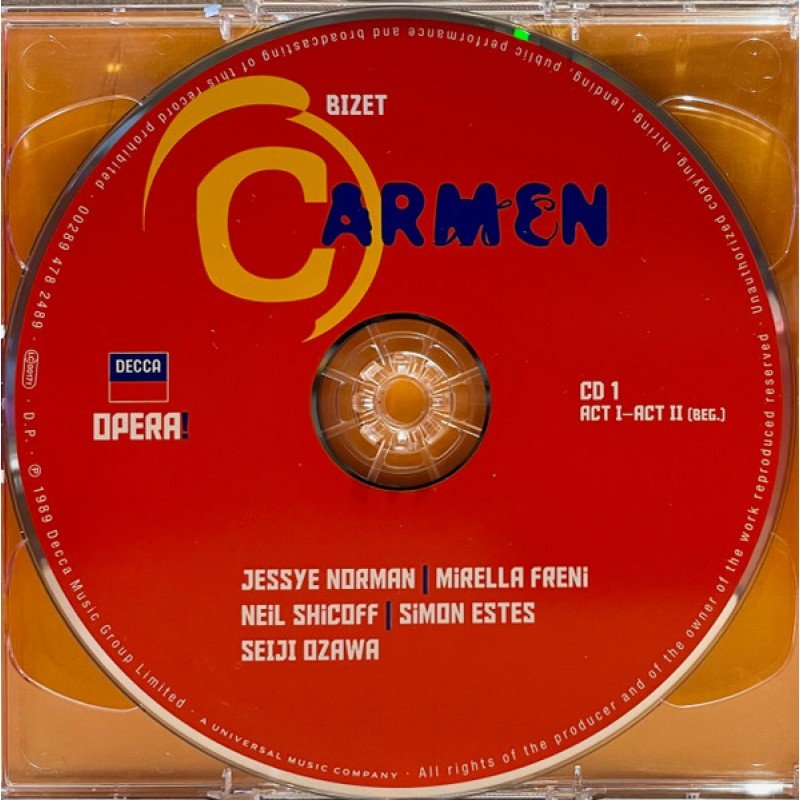 BIZET
CARMEN
DECCA
OPERA!
CD 1
ACT I–ACT II (BEG.)
JESSYE NORMAN | MiRELLA FRENi
NEiL SHiCOFF | SiMON ESTES
SEIJI OZAWA
00289 478 2489 · LC 00171 · D.P. · ℗ 1989 Decca Music Group Limited · A UNIVERSAL MUSIC COMPANY · All rights of the producer and of the owner of the work reproduced reserved · Unauthorized copying, hiring, lending, public performance and broadcasting of this record prohibited ·